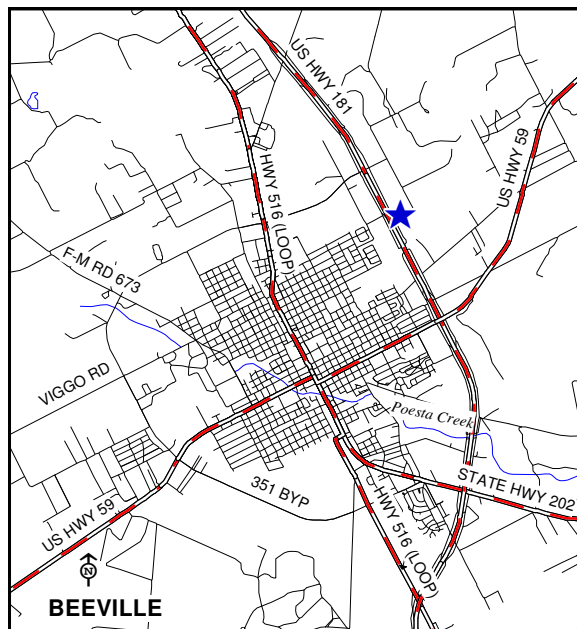 US HWY 181
US HWY 59
HWY 516 (LOOP)
F-M RD 673
VIGGO RD
Poesta Creek
STATE HWY 202
351 BYP
HWY 516 (LOOP)
US HWY 59
N
BEEVILLE